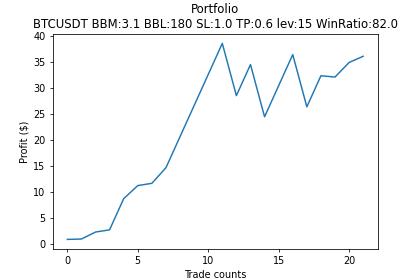 Portfolio
BTCUSDT BBM:3.1 BBL:180 SL:1.0 TP:0.6 lev:15 WinRatio:82.0
40
35
30
25
20
15
10
5
0
Profit ($)
0 5 10 15 20
Trade counts